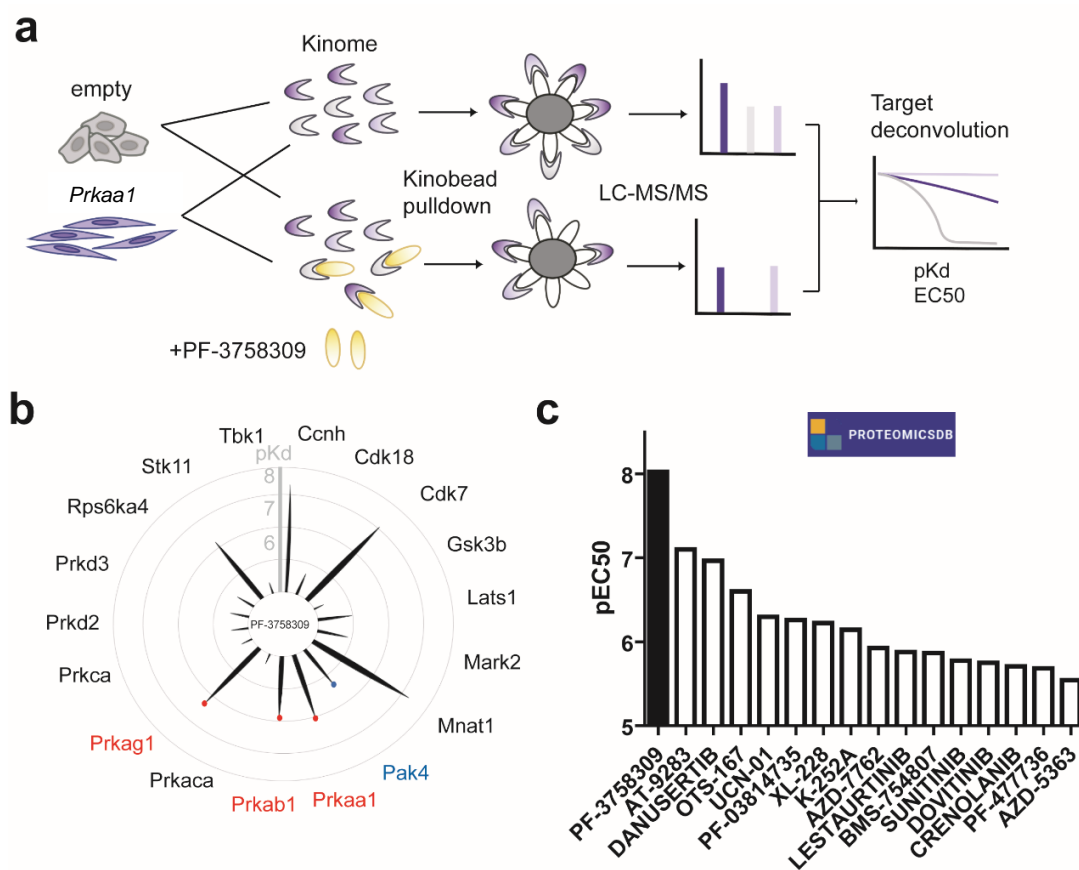 a
Kinome
empty
Prkaa1
Kinobead
pulldown
LC-MS/MS
Target
deconvolution
pKd
EC50
+PF-3758309
b
Tbk1
Ccnh
Stk11
pKd
Cdk18
Rps6ka4
8
Cdk7
7
Prkd3
6
Gsk3b
Lats1
Prkd2
PF-3758309
Mark2
Prkca
Mnat1
Prkag1
Pak4
Prkaca
Prkab1
Prkaa1
c
PROTEOMICSDB
pEC50
8
7
6
5
PF-3758309
AT-9283
DANUSERTIB
OTS-167
UCN-01
PF-03814735
XL-228
K-252A
AZD-7762
LESTAURTINIB
BMS-754807
SUNITINIB
DOVITINIB
CRENOLANIB
PF-477736
AZD-5363